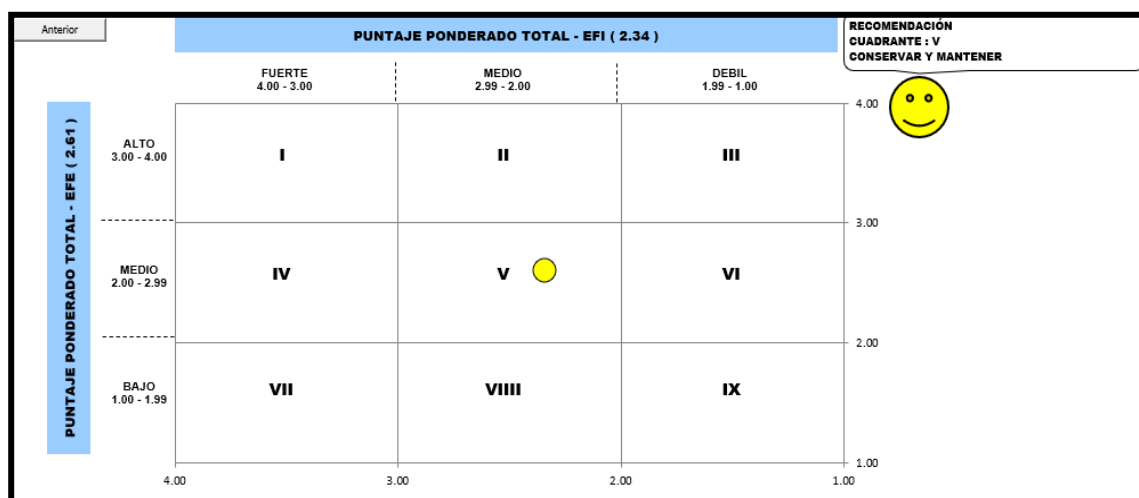 Anterior
PUNTAJE PONDERADO TOTAL - EFI ( 2.34 )
RECOMENDACIÓN
CUADRANTE : V
CONSERVAR Y MANTENER
FUERTE
4.00 - 3.00
MEDIO
2.99 - 2.00
DEBIL
1.99 - 1.00
PUNTAJE PONDERADO TOTAL - EFE ( 2.61 )
4.00
ALTO
3.00 - 4.00
I
II
III
3.00
MEDIO
2.00 - 2.99
IV
V
VI
2.00
BAJO
1.00 - 1.99
VII
VIIII
IX
1.00
4.00
3.00
2.00
1.00